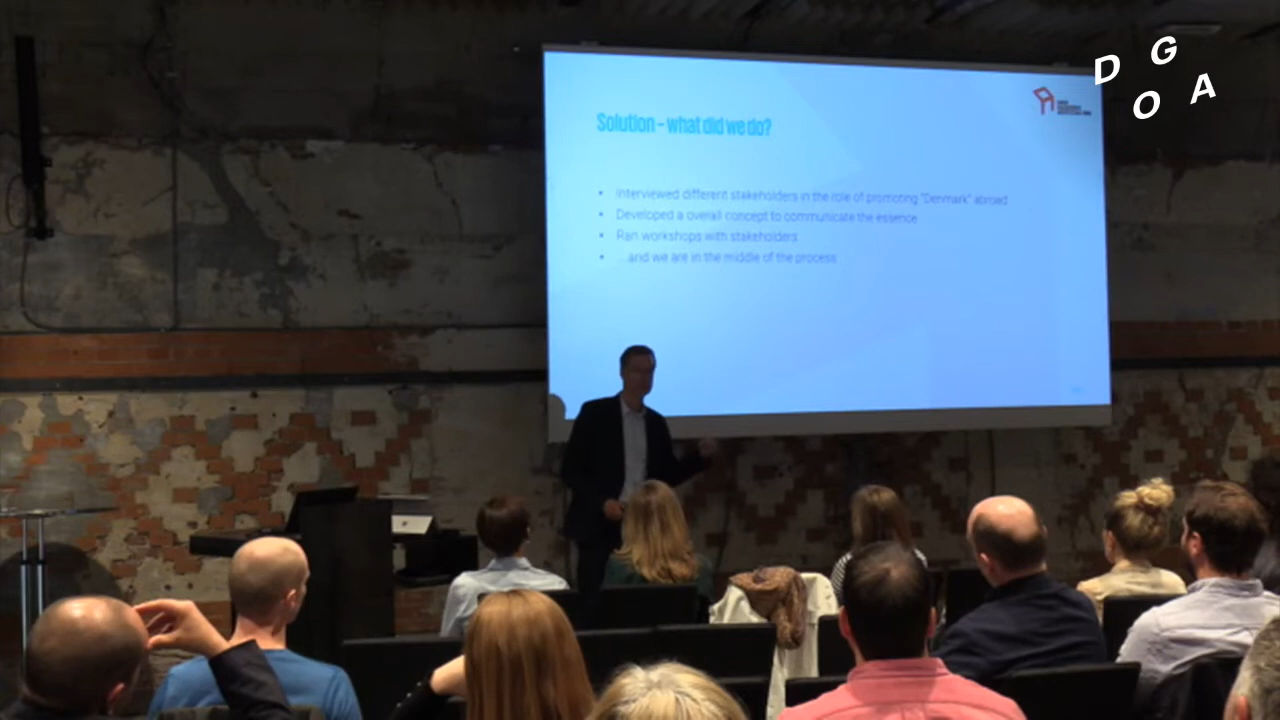 D G
O A
Solution - what did we do?
• Interviewed different stakeholders in the role of promoting "Denmark" abroad
• Developed a overall concept to communicate the essence
• Ran workshops with stakeholders
• ...and we are in the middle of the process